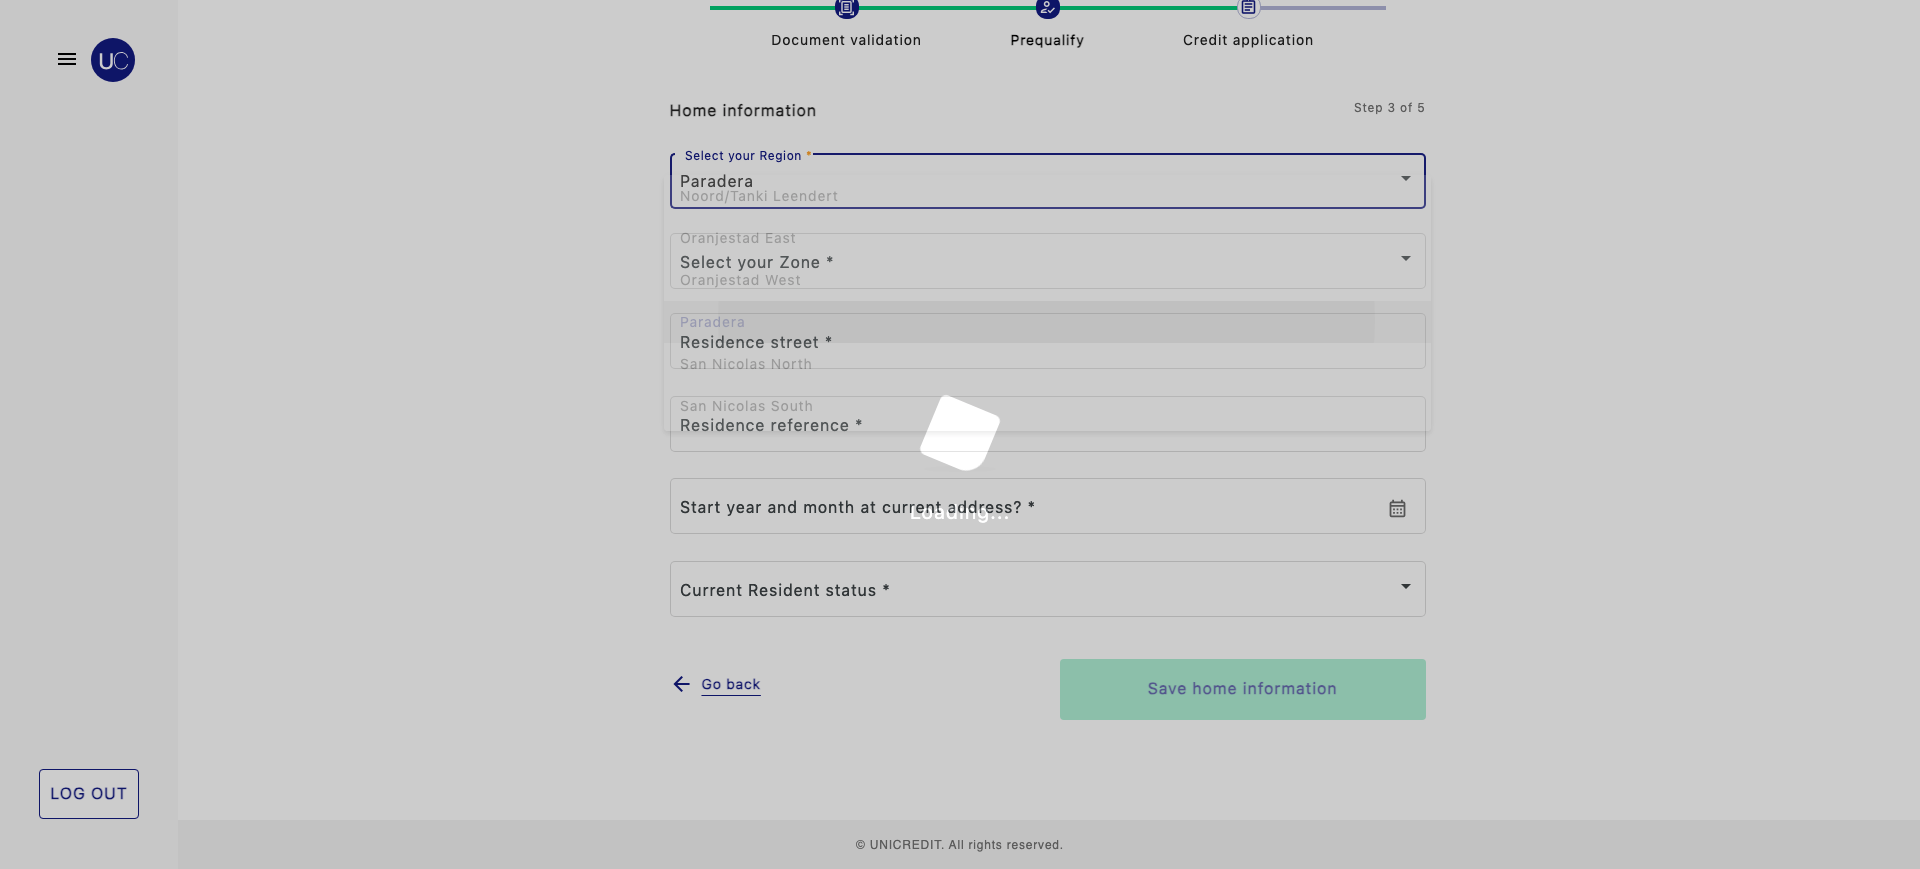 UC
Document validation
Prequalify
Credit application
Home information
Step 3 of 5
Select your Region *
Paradera
Noord/Tanki Leendert
Oranjestad East
Select your Zone *
Oranjestad West
Paradera
Residence street *
San Nicolas North
San Nicolas South
Residence reference *
Start year and month at current address? *
Loading...
Current Resident status *
Go back
Save home information
LOG OUT
© UNICREDIT. All rights reserved.